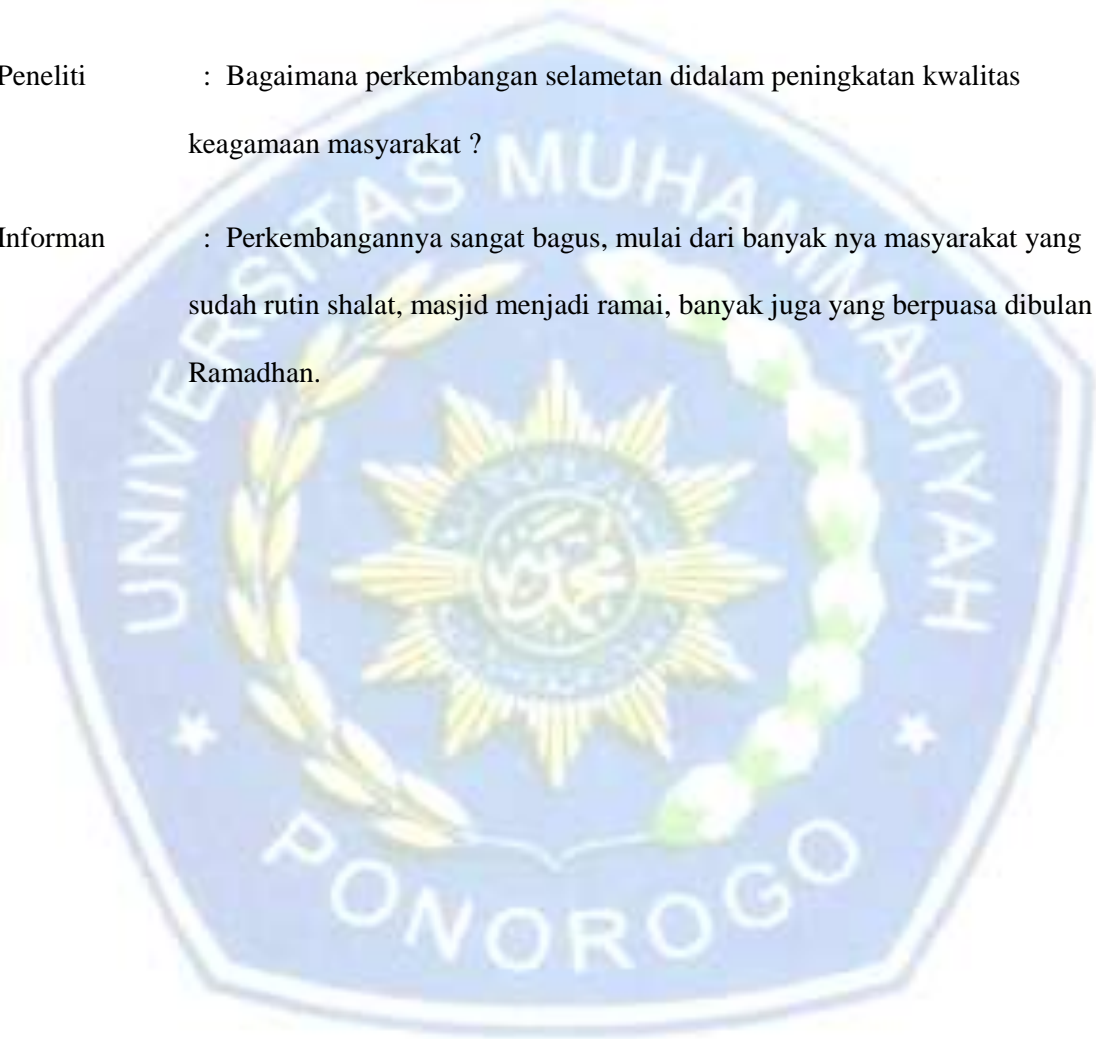 Peneliti : Bagaimana perkembangan selametan didalam peningkatan kwalitas
keagamaan masyarakat ?
Informan : Perkembangannya sangat bagus, mulai dari banyak nya masyarakat yang
sudah rutin shalat, masjid menjadi ramai, banyak juga yang berpuasa dibulan
Ramadhan.
UNIVERSITAS MUHAMMADIYAH
PONOROGO